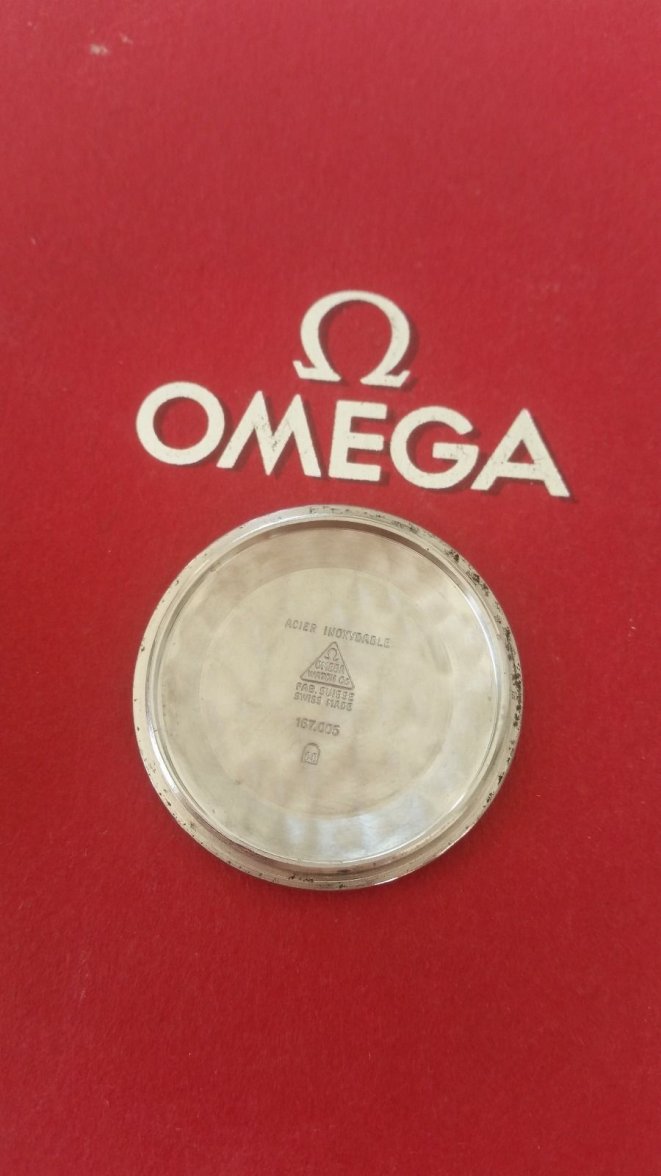 Ω
OMEGA
ACIER INOXYDABLE
Ω
OMEGA
WATCH Co
FAB. SUISSE
SWISS MADE
167.005